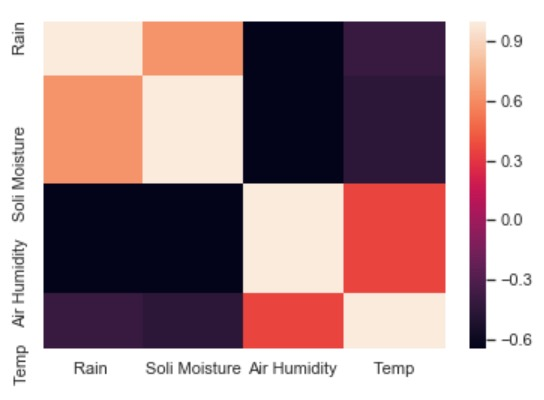 Rain
Soli Moisture
Air Humidity
Temp
Rain Soli Moisture Air Humidity Temp
0.9
0.6
0.3
0.0
−0.3
−0.6